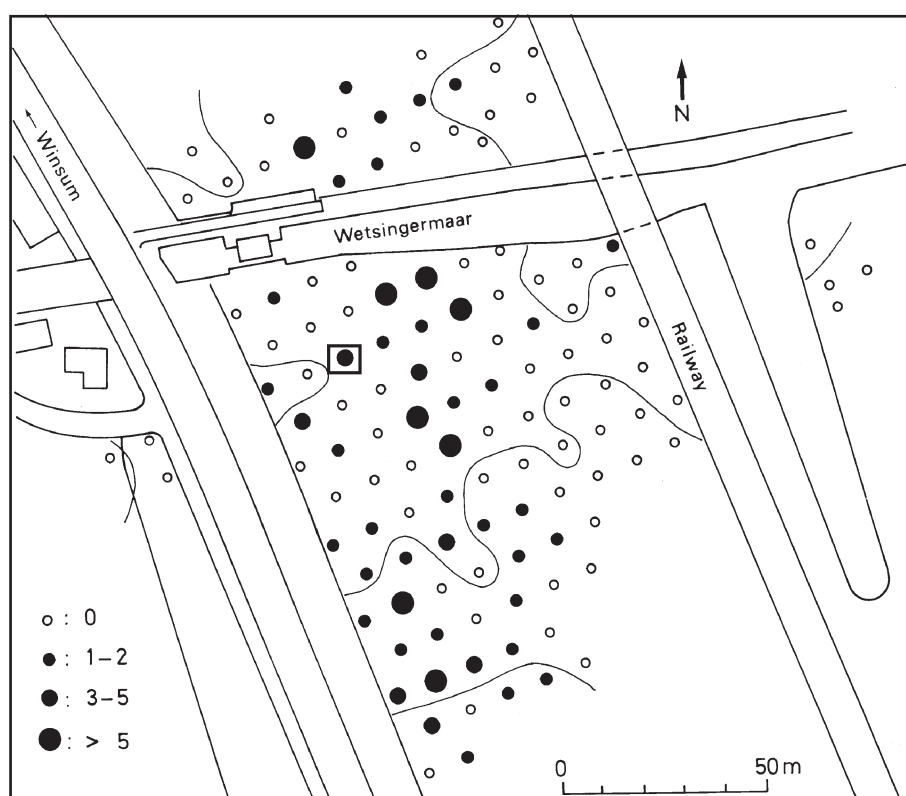 ← Winsum
N
Wetsingermaar
Railway
○ : 0
● : 1–2
● : 3–5
● : > 5
0 50 m